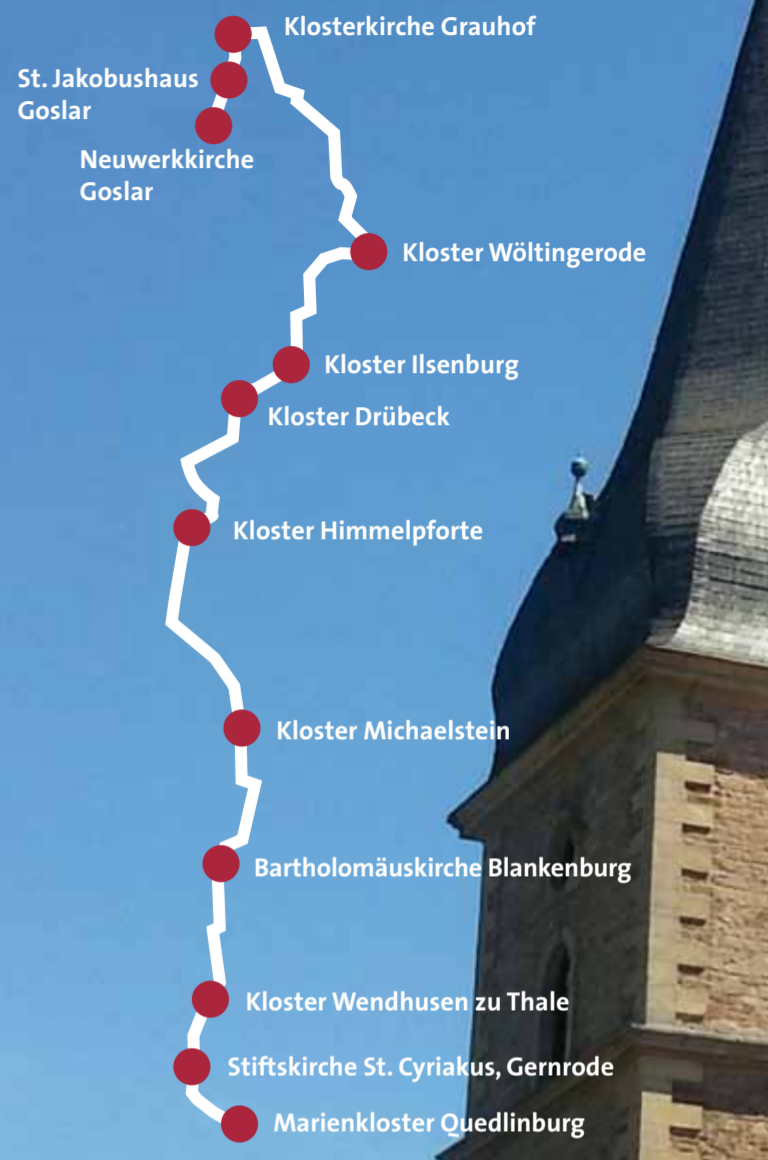 Klosterkirche Grauhof
St. Jakobushaus
Goslar
Neuwerkkirche
Goslar
Kloster Wöltingerode
Kloster Ilsenburg
Kloster Drübeck
Kloster Himmelpforte
Kloster Michaelstein
Bartholomäuskirche Blankenburg
Kloster Wendhusen zu Thale
Stiftskirche St. Cyriakus, Gernrode
Marienkloster Quedlinburg